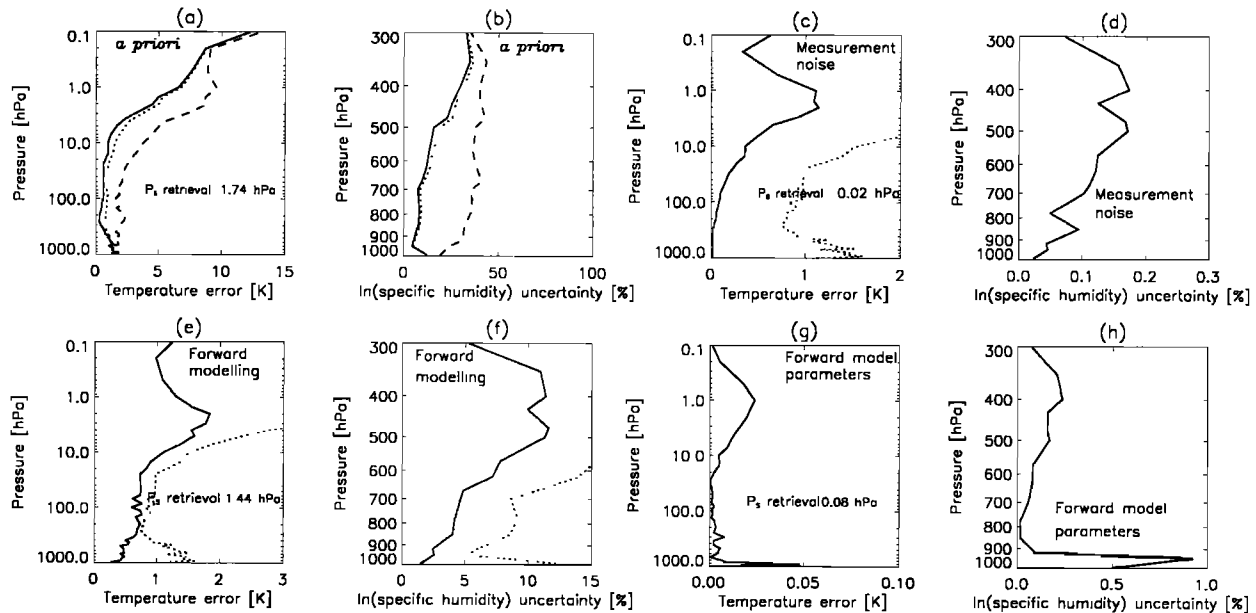 (a)
a priori
0.1
1.0
10.0
100.0
1000.0
Pressure [hPa]
Ps retrieval 1.74 hPa
0 5 10 15
Temperature error [K]
(b)
a priori
300
400
500
600
700
800
900
1000
Pressure [hPa]
0 50 100
ln(specific humidity) uncertainty [%]
(c)
Measurement
noise
0.1
1.0
10.0
100.0
1000.0
Pressure [hPa]
Ps retrieval 0.02 hPa
0 1 2
Temperature error [K]
(d)
300
400
500
600
700
800
900
1000
Pressure [hPa]
Measurement
noise
0.0 0.1 0.2 0.3
ln(specific humidity) uncertainty [%]
(e)
Forward
modelling
0.1
1.0
10.0
100.0
1000.0
Pressure [hPa]
Ps retrieval 1 44 hPa
0 1 2 3
Temperature error [K]
(f)
Forward
modelling
300
400
500
600
700
800
900
1000
Pressure [hPa]
5 10 15
ln(specific humidity) uncertainty [%]
(g)
Forward model
parameters
0.1
1.0
10 0
100.0
1000.0
Pressure [hPa]
Ps retrieval 0.08 hPa
0.00 0.05 0.10
Temperature error [K]
(h)
300
400
500
600
700
800
900
1000
Pressure [hPa]
Forward model
parameters
0.0 0.5 1.0
ln(specific humidity) uncertainty [%]